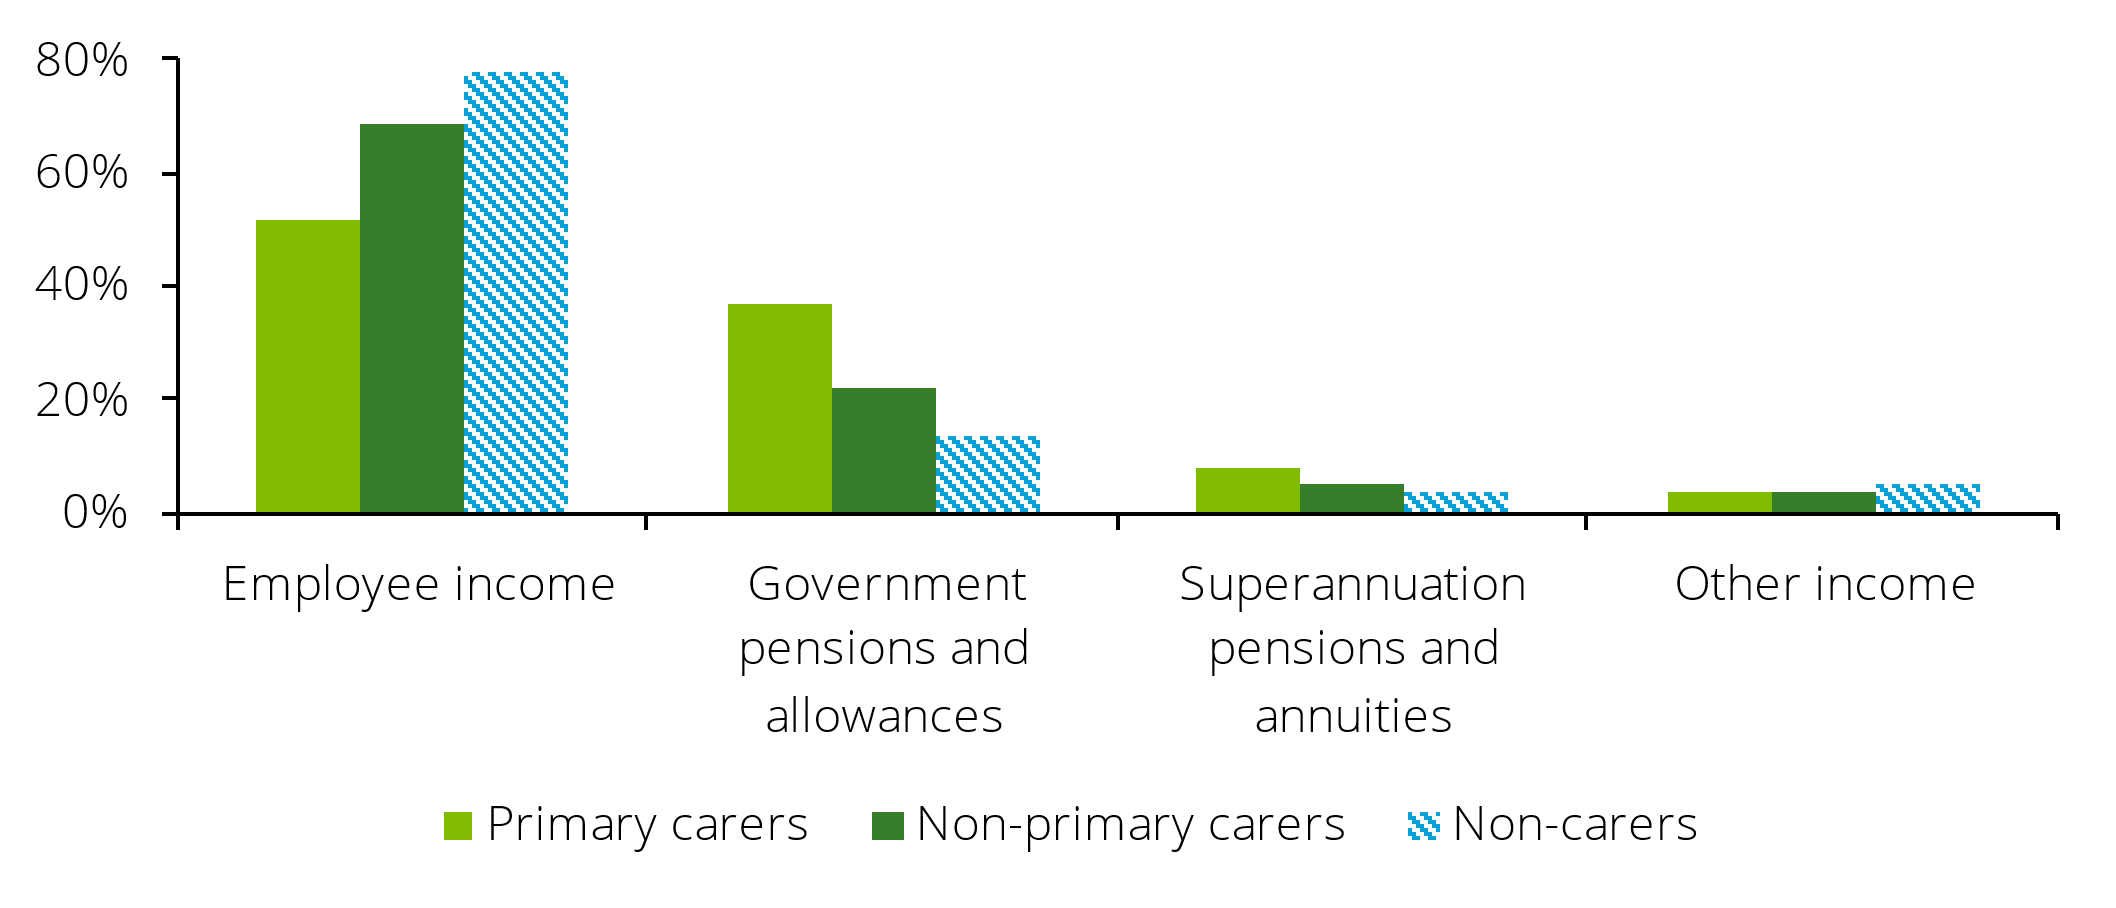 80%
60%
40%
20%
0%
Employee income
Government
pensions and
allowances
Superannuation
pensions and
annuities
Other income
Primary carers
Non-primary carers
Non-carers